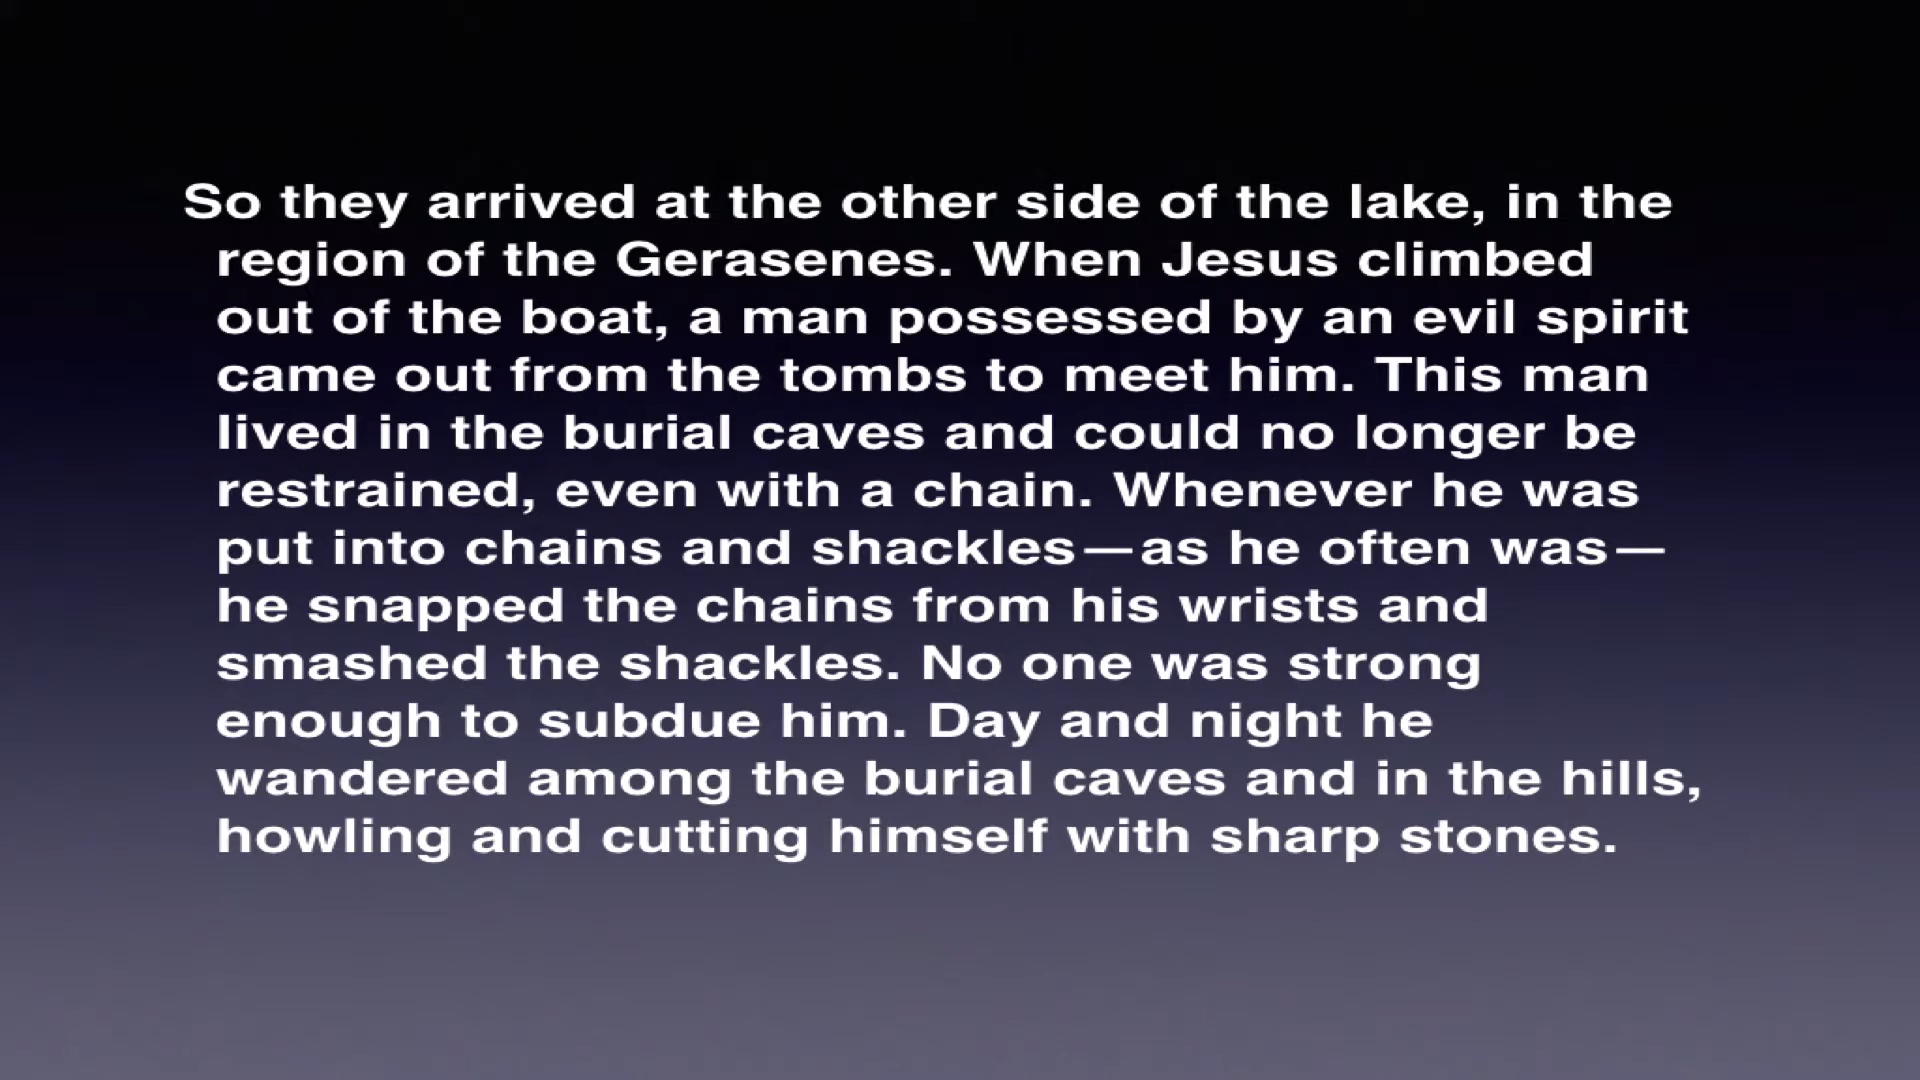 So they arrived at the other side of the lake, in the
region of the Gerasenes. When Jesus climbed
out of the boat, a man possessed by an evil spirit
came out from the tombs to meet him. This man
lived in the burial caves and could no longer be
restrained, even with a chain. Whenever he was
put into chains and shackles—as he often was—
he snapped the chains from his wrists and
smashed the shackles. No one was strong
enough to subdue him. Day and night he
wandered among the burial caves and in the hills,
howling and cutting himself with sharp stones.